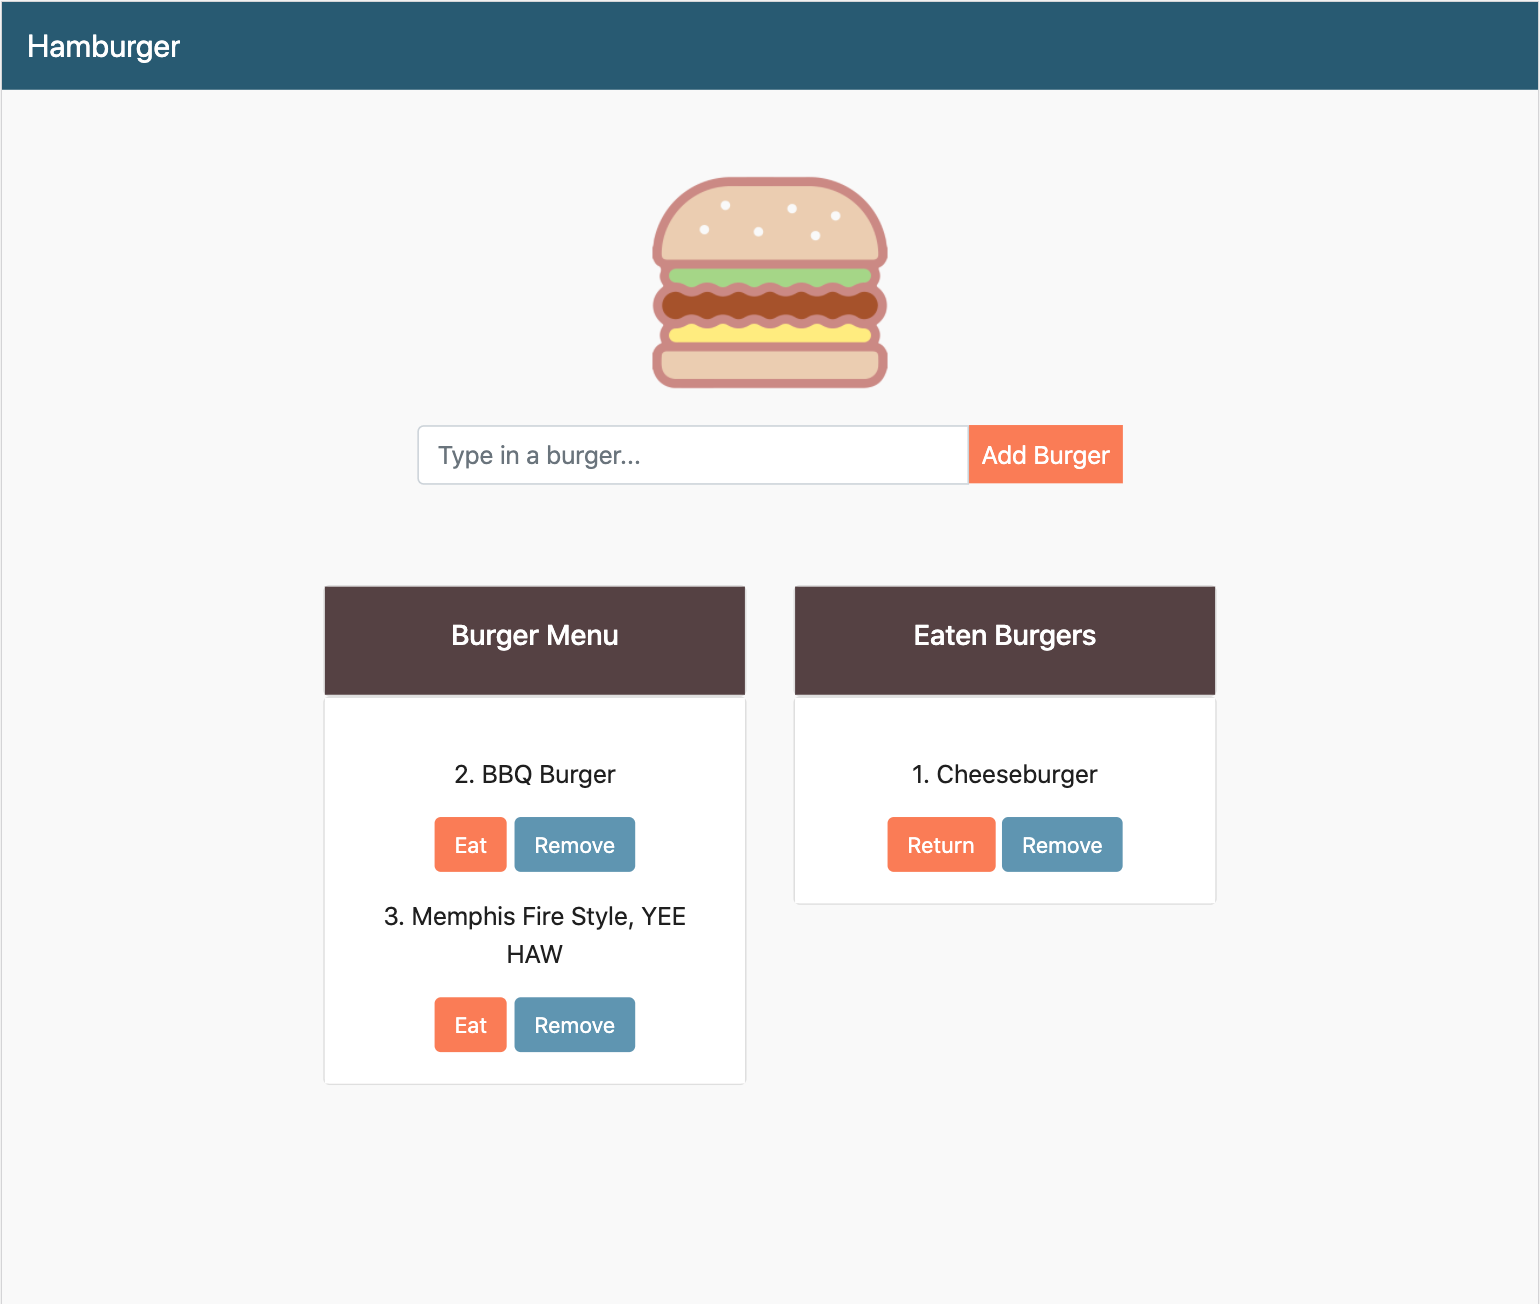 Hamburger
Type in a burger...
Add Burger
Burger Menu
2. BBQ Burger
Eat
Remove
3. Memphis Fire Style, YEE
HAW
Eat
Remove
Eaten Burgers
1. Cheeseburger
Return
Remove